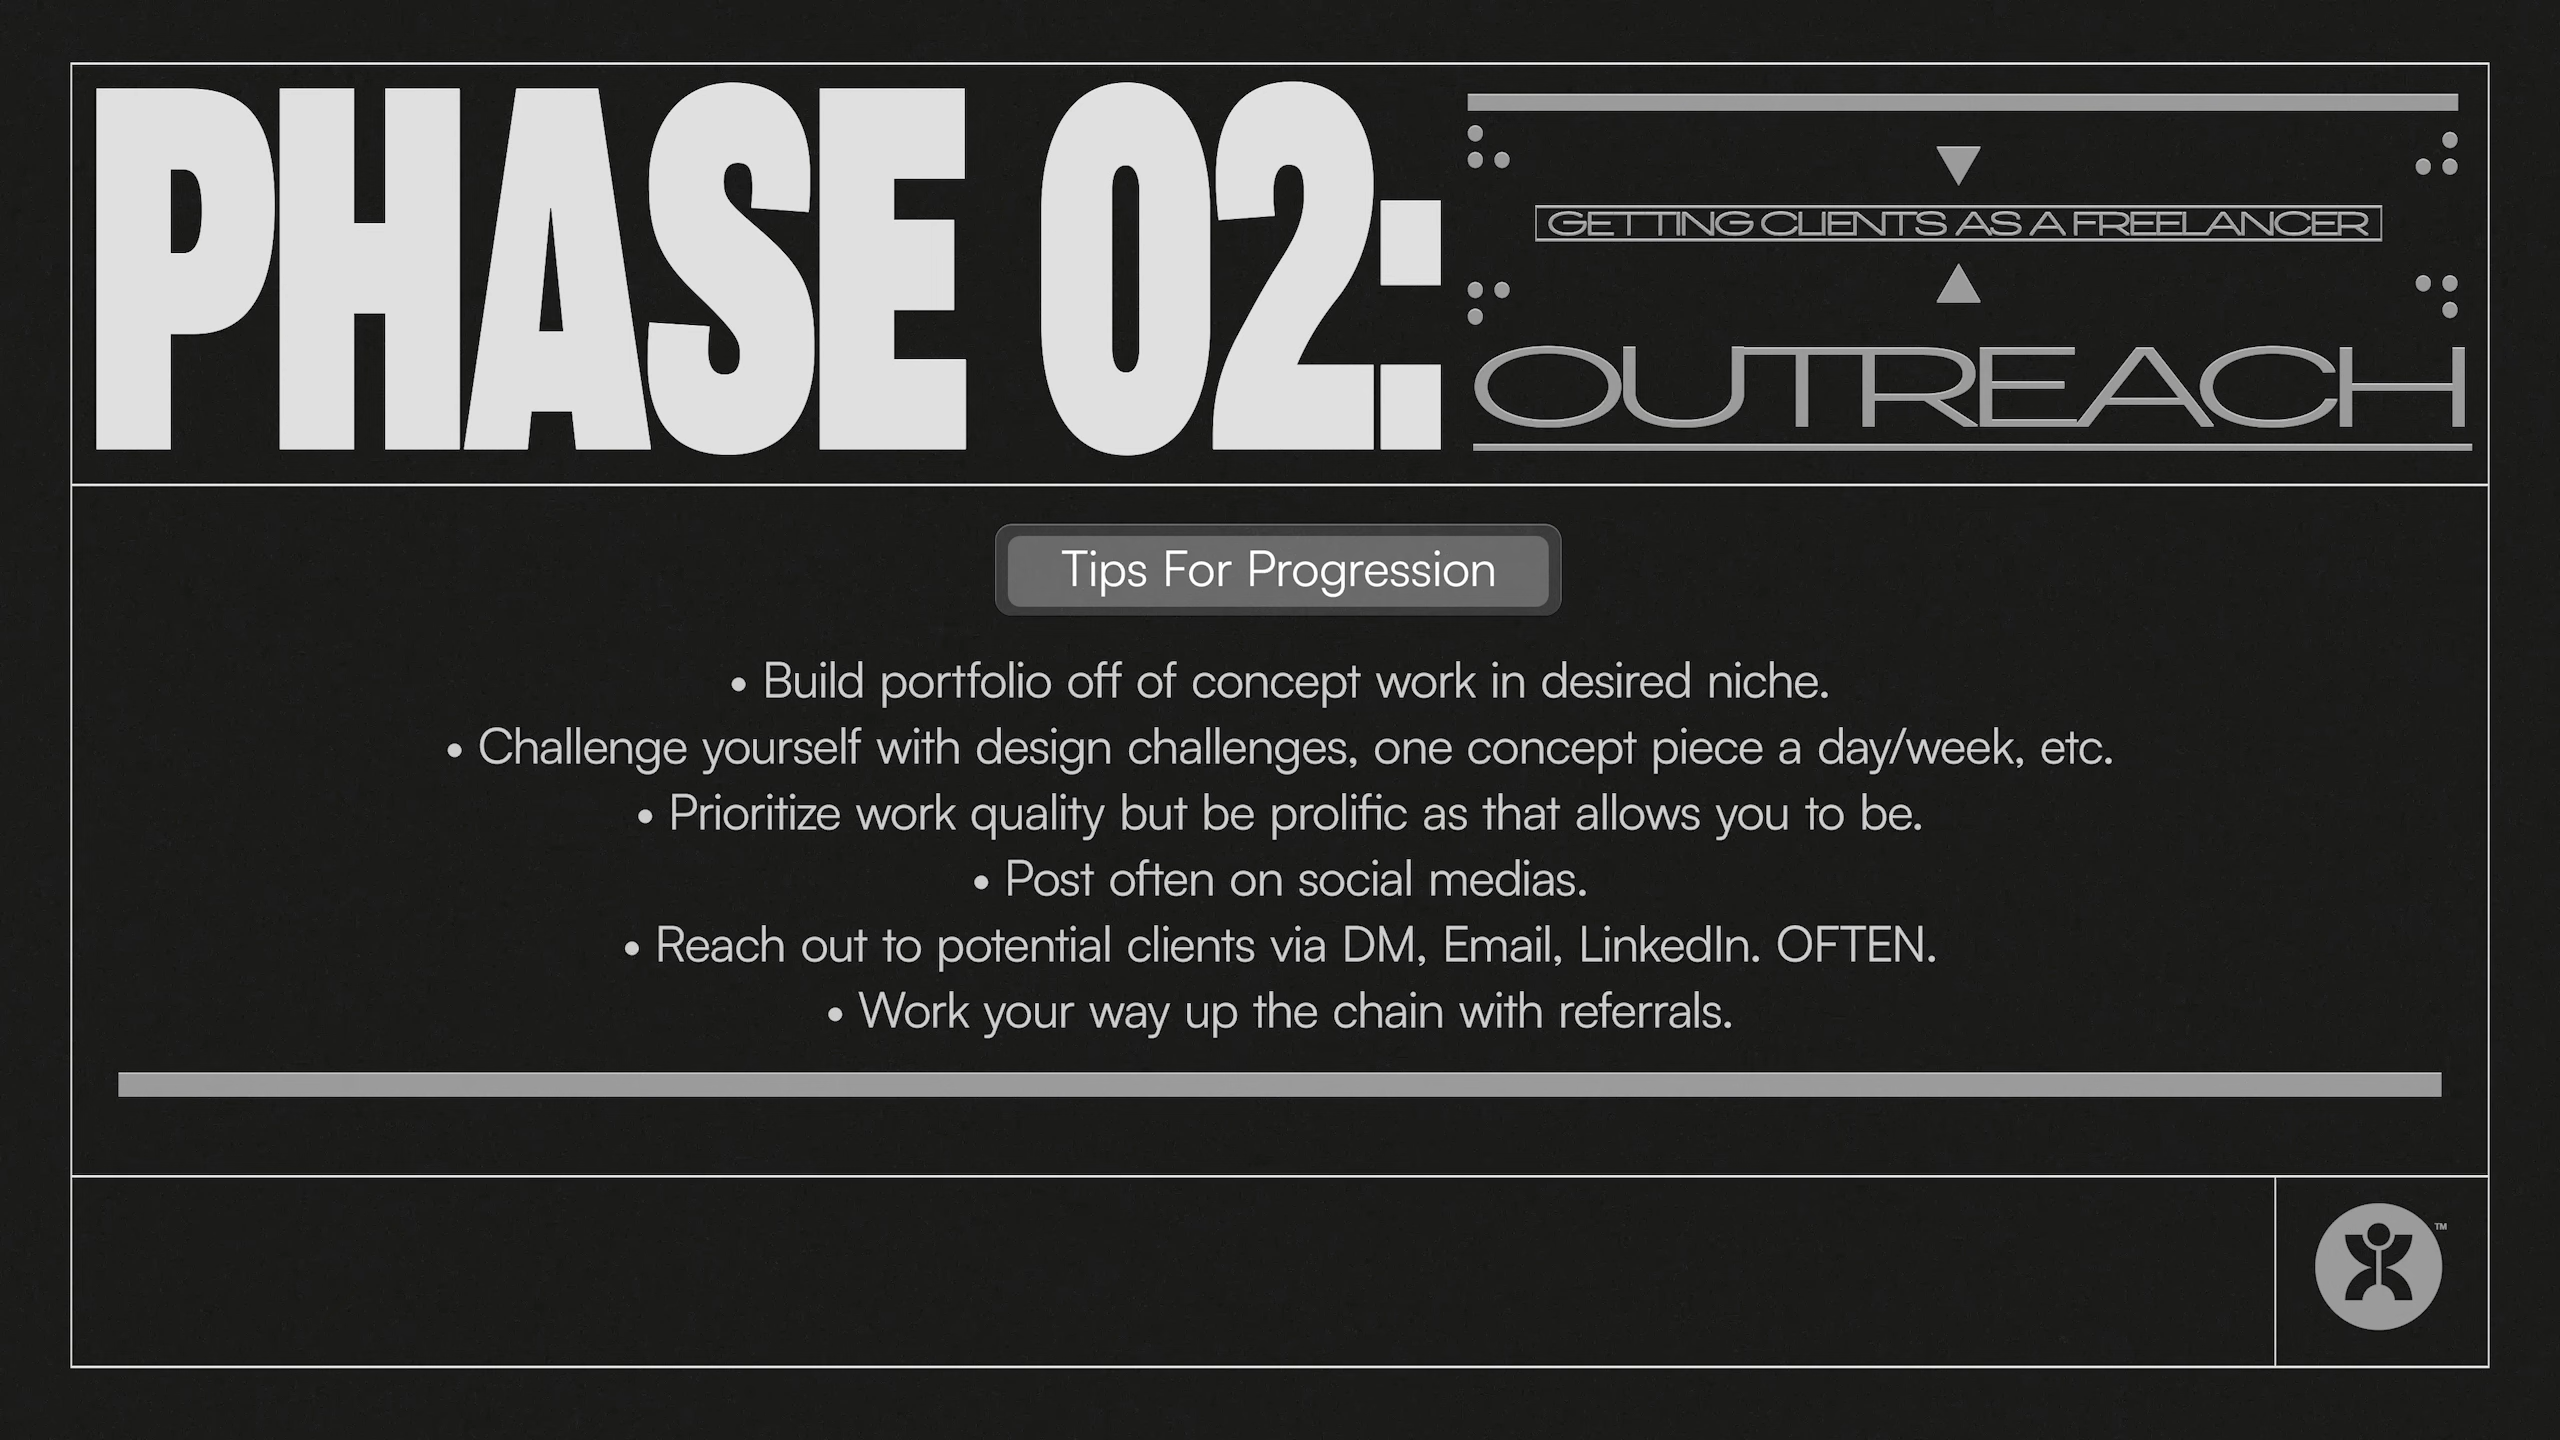 PHASE 02:
GETTING CLIENTS AS A FREELANCER
OUTREACH
Tips For Progression
• Build portfolio off of concept work in desired niche.
• Challenge yourself with design challenges, one concept piece a day/week, etc.
• Prioritize work quality but be prolific as that allows you to be.
• Post often on social medias.
• Reach out to potential clients via DM, Email, LinkedIn. OFTEN.
• Work your way up the chain with referrals.
TM